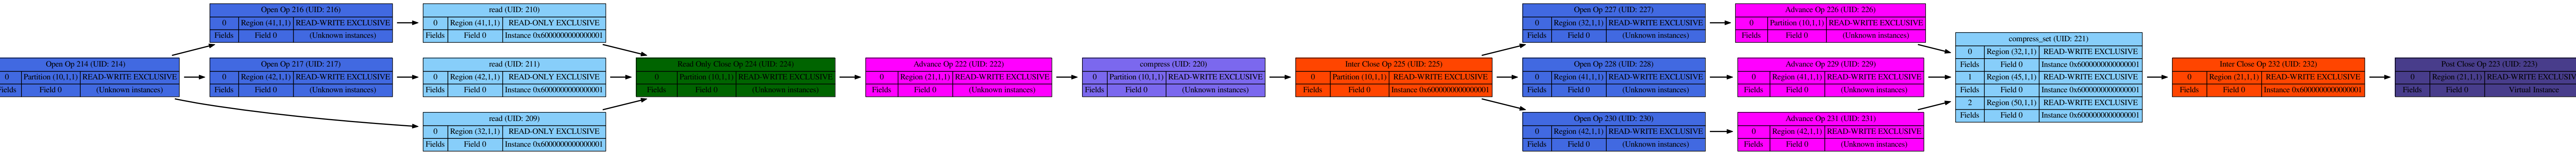 Open Op 214 (UID: 214)
0 Partition (10,1,1) READ-WRITE EXCLUSIVE
Fields Field 0 (Unknown instances)
Open Op 216 (UID: 216)
0 Region (41,1,1) READ-WRITE EXCLUSIVE
Fields Field 0 (Unknown instances)
Open Op 217 (UID: 217)
0 Region (42,1,1) READ-WRITE EXCLUSIVE
Fields Field 0 (Unknown instances)
read (UID: 210)
0 Region (41,1,1) READ-ONLY EXCLUSIVE
Fields Field 0 Instance 0x6000000000000001
read (UID: 211)
0 Region (42,1,1) READ-ONLY EXCLUSIVE
Fields Field 0 Instance 0x6000000000000001
read (UID: 209)
0 Region (32,1,1) READ-ONLY EXCLUSIVE
Fields Field 0 Instance 0x6000000000000001
Read Only Close Op 224 (UID: 224)
0 Partition (10,1,1) READ-WRITE EXCLUSIVE
Fields Field 0 (Unknown instances)
Advance Op 222 (UID: 222)
0 Region (21,1,1) READ-WRITE EXCLUSIVE
Fields Field 0 (Unknown instances)
compress (UID: 220)
0 Partition (10,1,1) READ-WRITE EXCLUSIVE
Fields Field 0 (Unknown instances)
Inter Close Op 225 (UID: 225)
0 Partition (10,1,1) READ-WRITE EXCLUSIVE
Fields Field 0 Instance 0x6000000000000001
Open Op 227 (UID: 227)
0 Region (32,1,1) READ-WRITE EXCLUSIVE
Fields Field 0 (Unknown instances)
Open Op 228 (UID: 228)
0 Region (41,1,1) READ-WRITE EXCLUSIVE
Fields Field 0 (Unknown instances)
Open Op 230 (UID: 230)
0 Region (42,1,1) READ-WRITE EXCLUSIVE
Fields Field 0 (Unknown instances)
Advance Op 226 (UID: 226)
0 Partition (10,1,1) READ-WRITE EXCLUSIVE
Fields Field 0 (Unknown instances)
Advance Op 229 (UID: 229)
0 Region (41,1,1) READ-WRITE EXCLUSIVE
Fields Field 0 (Unknown instances)
Advance Op 231 (UID: 231)
0 Region (42,1,1) READ-WRITE EXCLUSIVE
Fields Field 0 (Unknown instances)
compress_set (UID: 221)
0 Region (32,1,1) READ-WRITE EXCLUSIVE
Fields Field 0 Instance 0x6000000000000001
1 Region (45,1,1) READ-WRITE EXCLUSIVE
Fields Field 0 Instance 0x6000000000000001
2 Region (50,1,1) READ-WRITE EXCLUSIVE
Fields Field 0 Instance 0x6000000000000001
Inter Close Op 232 (UID: 232)
0 Region (21,1,1) READ-WRITE EXCLUSIVE
Fields Field 0 Instance 0x6000000000000001
Post Close Op 223 (UID: 223)
0 Region (21,1,1) READ-WRITE EXCLUSIV
Fields Field 0 Virtual Instance